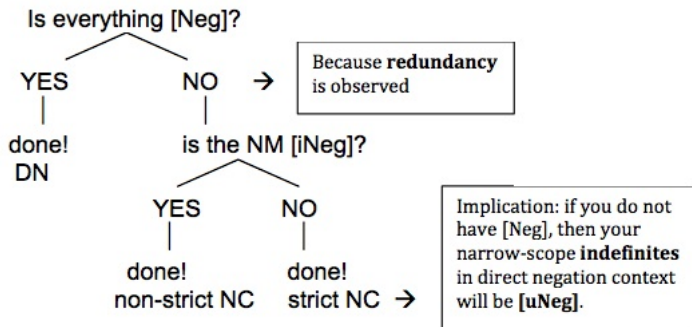 Is everything [Neg]?
YES
NO →
Because redundancy
is observed
done!
DN
is the NM [iNeg]?
YES
NO
done!
non-strict NC
done!
strict NC →
Implication: if you do not
have [Neg], then your
narrow-scope indefinites
in direct negation context
will be [uNeg].